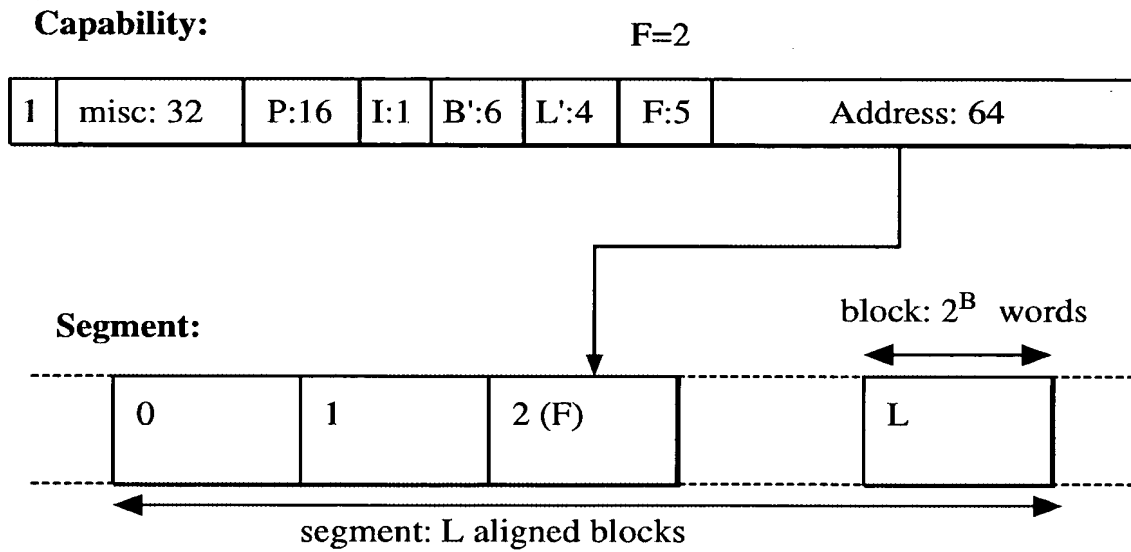 Capability:
F=2
1 misc: 32 P:16 I:1 B':6 L':4 F:5 Address: 64
Segment:
block: 2^B words
0 1 2 (F) L
segment: L aligned blocks